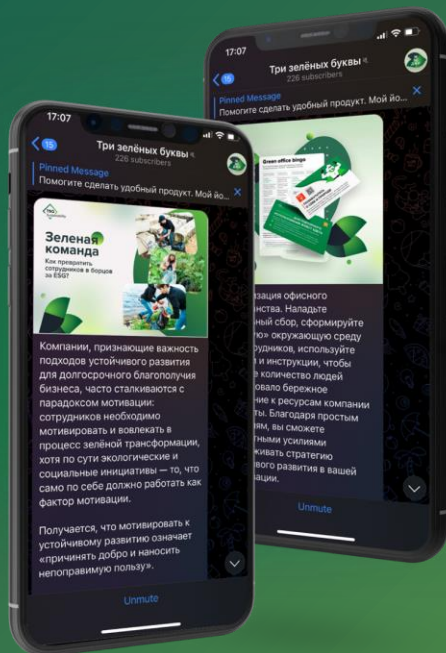 17:07
15
Три зелёных буквы
226 subscribers
Pinned Message
Помогите сделать удобный продукт. Мой йо...
Зеленая
команда
Как превратить
сотрудников в борцов
за ESG?
Компании, признающие важность
подходов устойчивого развития
для долгосрочного благополучия
бизнеса, часто сталкиваются с
парадоксом мотивации:
сотрудников необходимо
мотивировать и вовлекать в
процесс зелёной трансформации,
хотя по сути экологические и
социальные инициативы — то, что
само по себе должно работать как
фактор мотивации.
Получается, что мотивировать к
устойчивому развитию означает
«причинять добро и наносить
непоправимую пользу».
Unmute
17:07
15
Три зелёных буквы
226 subscribers
Pinned Message
Помогите сделать удобный продукт. Мой йо...
Green office bingo
изация офисного
анства. Наладьте
ный сбор, сформируйте
ю» окружающую среду
рудников, используйте
и и инструкции, чтобы
е количество людей
овало бережное
ние к ресурсам компании
ты. Благодаря простым
ям, вы сможете
тными усилиями
живать стратегию
вого развития в вашей
ации.
Unmute